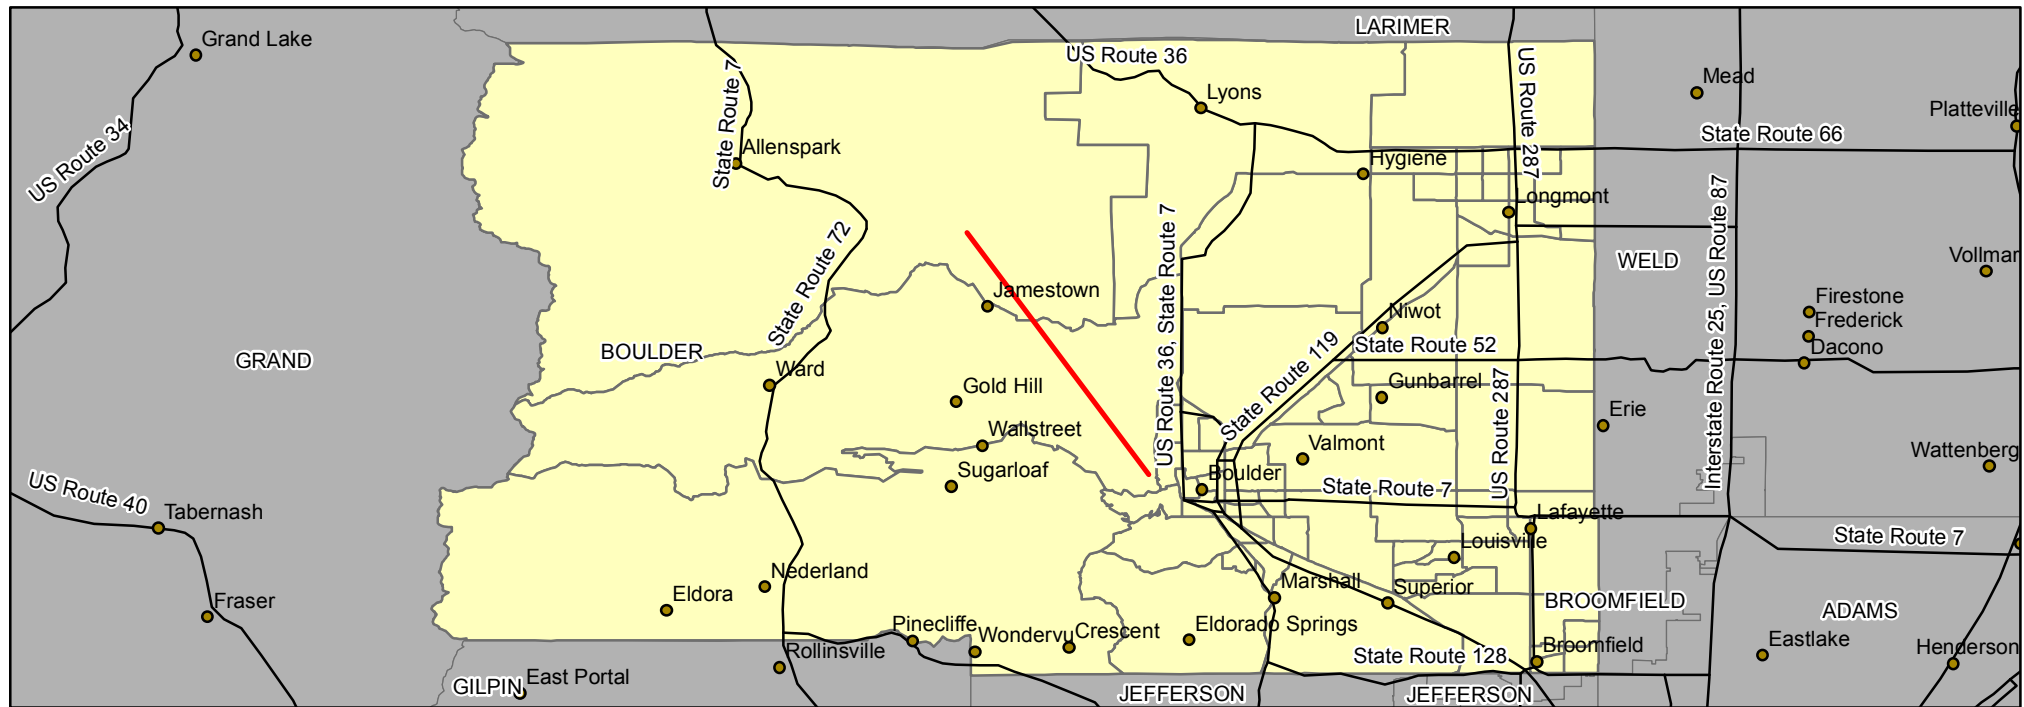 LARIMER
Grand Lake
US Route 36
US Route 287
Mead
Lyons
Platteville
State Route 7
State Route 66
US Route 34
Allenspark
Hygiene
Longmont
Interstate Route 25, US Route 87
US Route 36, State Route 7
State Route 72
Vollmar
WELD
Jamestown
Firestone
Niwot
Frederick
State Route 52
Dacono
GRAND
BOULDER
Ward
State Route 119
Gold Hill
Gunbarrel
US Route 287
Erie
Wallstreet
Valmont
Wattenberg
Sugarloaf
Boulder
State Route 7
US Route 40
Tabernash
Lafayette
State Route 7
Louisville
Nederland
Marshall
Superior
Eldora
Fraser
BROOMFIELD
ADAMS
Pinecliffe
Wondervu
Crescent
Eldorado Springs
Eastlake
Henderson
Rollinsville
State Route 128
Broomfield
East Portal
GILPIN
JEFFERSON
JEFFERSON